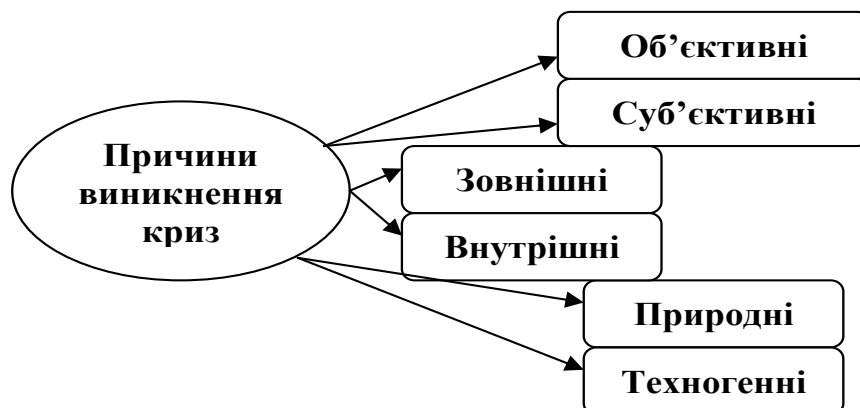 Причини
виникнення
криз
Об’єктивні
Суб’єктивні
Зовнішні
Внутрішні
Природні
Техногенні